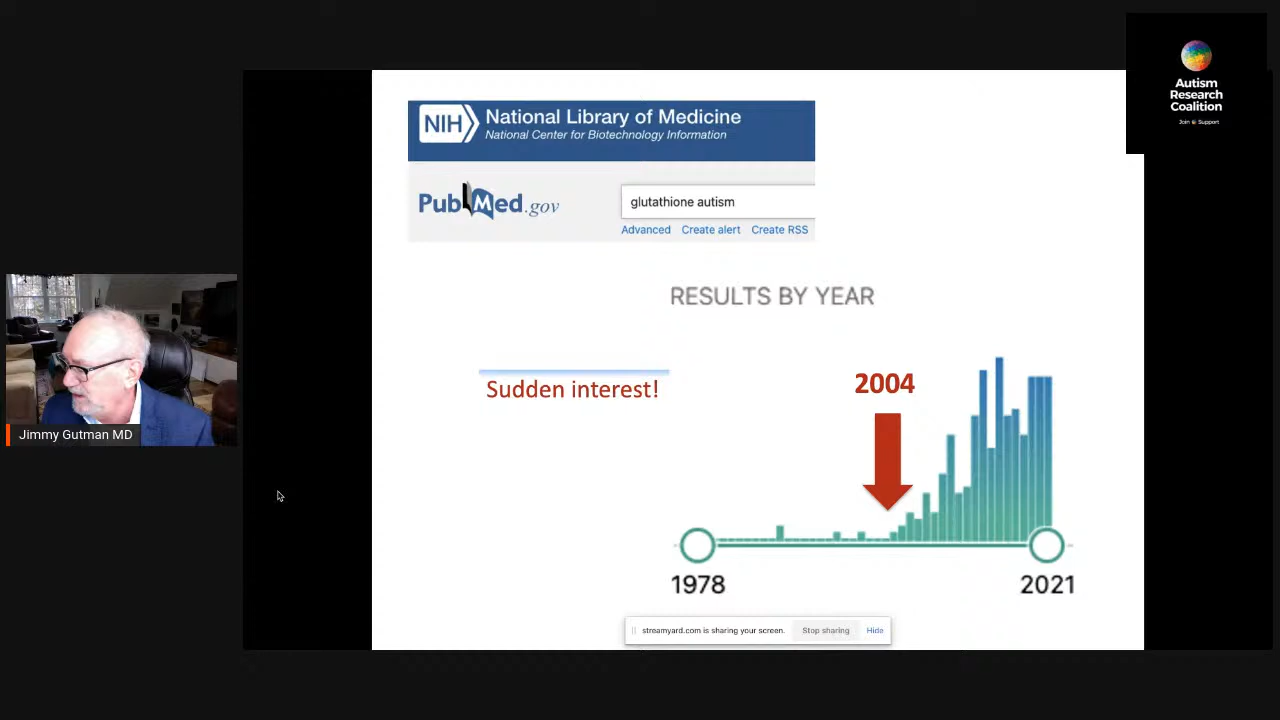 Autism
Research
Coalition
Join Support
NIH
National Library of Medicine
National Center for Biotechnology Information
PubMed.gov
glutathione autism
Advanced Create alert Create RSS
RESULTS BY YEAR
Sudden interest!
2004
1978
2021
Jimmy Gutman MD
streamyard.com is sharing your screen. Stop sharing Hide